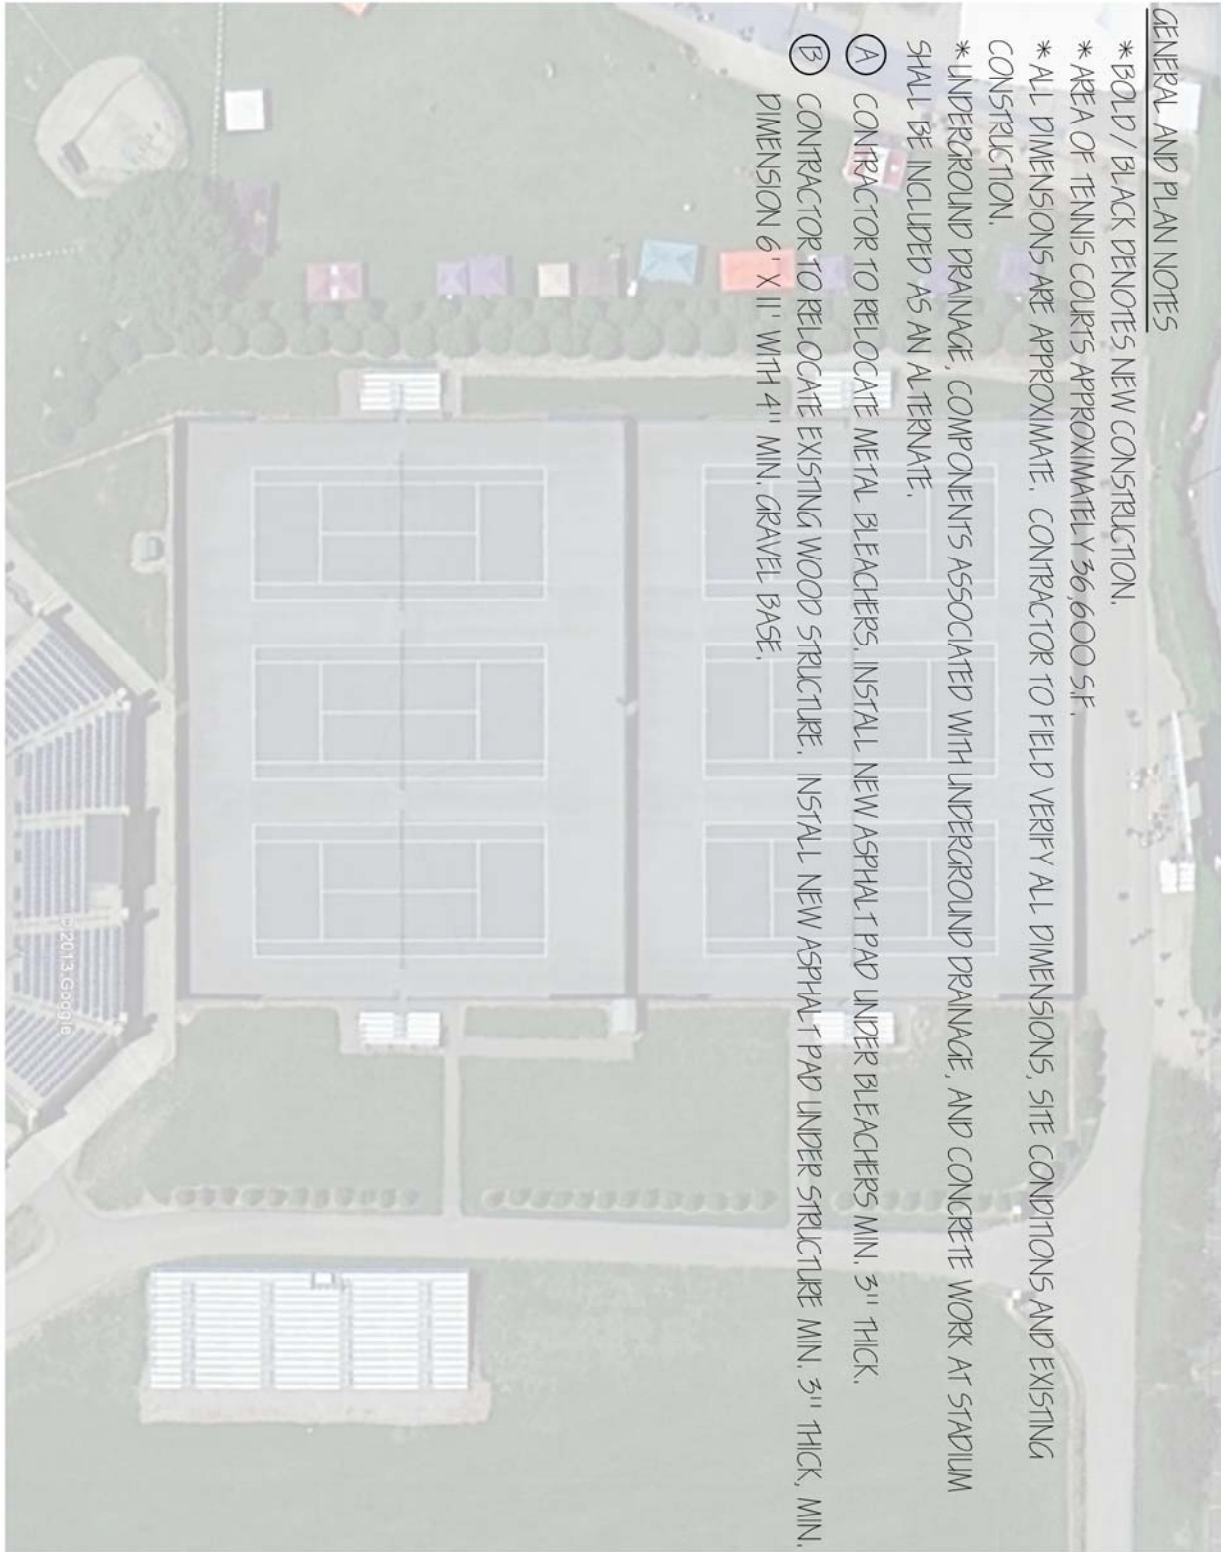 GENERAL AND PLAN NOTES
* BOLD / BLACK DENOTES NEW CONSTRUCTION.
* AREA OF TENNIS COURTS APPROXIMATELY 36,600 S.F.
* ALL DIMENSIONS ARE APPROXIMATE. CONTRACTOR TO FIELD VERIFY ALL DIMENSIONS, SITE CONDITIONS AND EXISTING
CONSTRUCTION.
* UNDERGROUND DRAINAGE, COMPONENTS ASSOCIATED WITH UNDERGROUND DRAINAGE, AND CONCRETE WORK AT STADIUM
SHALL BE INCLUDED AS AN ALTERNATE.
A CONTRACTOR TO RELOCATE METAL BLEACHERS. INSTALL NEW ASPHALT PAD UNDER BLEACHERS MIN. 3" THICK.
B CONTRACTOR TO RELOCATE EXISTING WOOD STRUCTURE. INSTALL NEW ASPHALT PAD UNDER STRUCTURE MIN. 3" THICK, MIN.
DIMENSION 6' X 11' WITH 4" MIN. GRAVEL BASE.
© 2013 Google